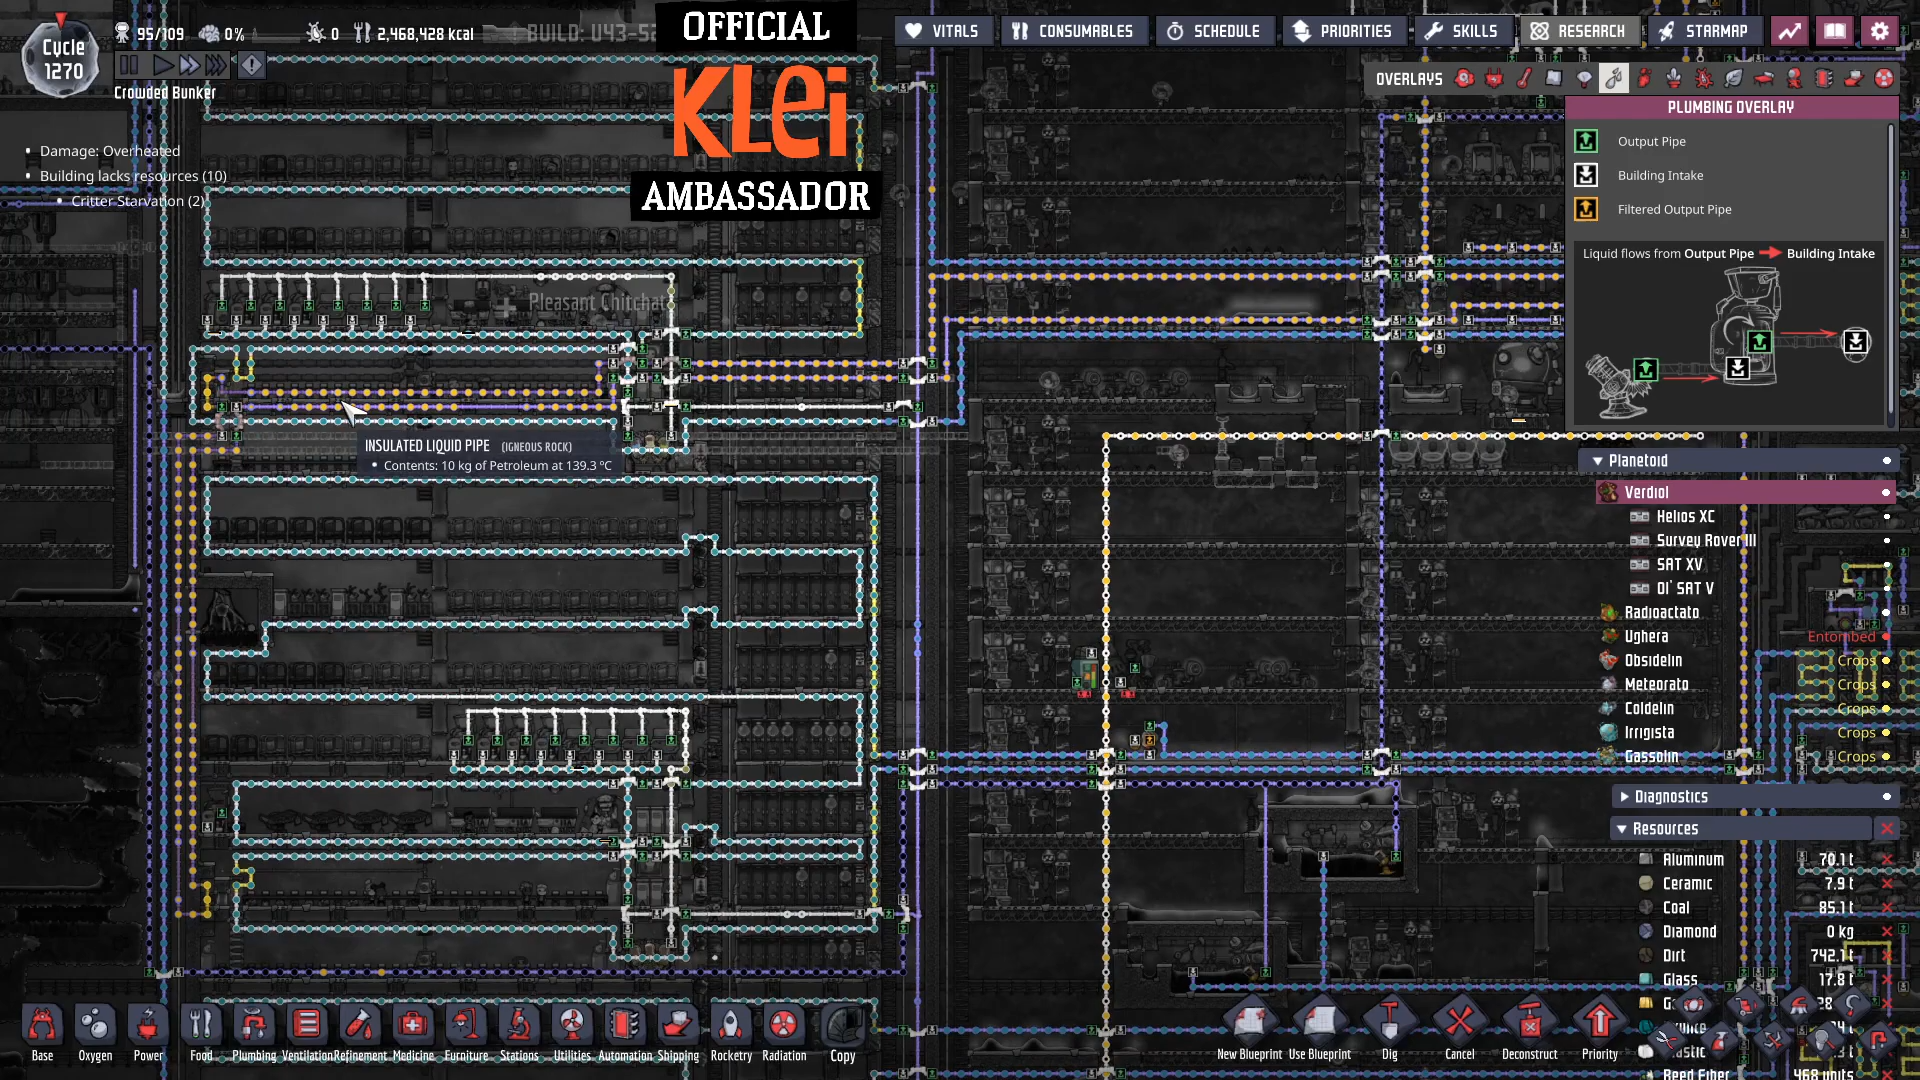 95/109
0%
0
2,468,428 kcal
BUILD: U43-52
OFFICIAL
KLei
AMBASSADOR
Cycle
1270
Crowded Bunker
Damage: Overheated
Building lacks resources (10)
Critter Starvation (2)
VITALS
CONSUMABLES
SCHEDULE
PRIORITIES
SKILLS
RESEARCH
STARMAP
OVERLAYS
PLUMBING OVERLAY
Output Pipe
Building Intake
Filtered Output Pipe
Liquid flows from Output Pipe Building Intake
Pleasant Chitchat
INSULATED LIQUID PIPE (IGNEOUS ROCK)
Contents: 10 kg of Petroleum at 139.3 ºC
Planetoid
Verdiol
Helios XC
Survey Rover III
SAT XV
Ol' SAT V
Radioactato
Ughera
Entombed
Obsidelin
Crops
Meteorato
Crops
Coldelin
Crops
Irrigista
Crops
Gassolin
Crops
Diagnostics
Resources
Aluminum 70.1 t
Ceramic 7.9 t
Coal 85.1 t
Diamond 0 kg
Dirt 742.1 t
Glass 17.8 t
Reed Fiber 468 units
Base
Oxygen
Power
Food
Plumbing
Ventilation
Refinement
Medicine
Furniture
Stations
Utilities
Automation
Shipping
Rocketry
Radiation
Copy
New Blueprint
Use Blueprint
Dig
Cancel
Deconstruct
Priority